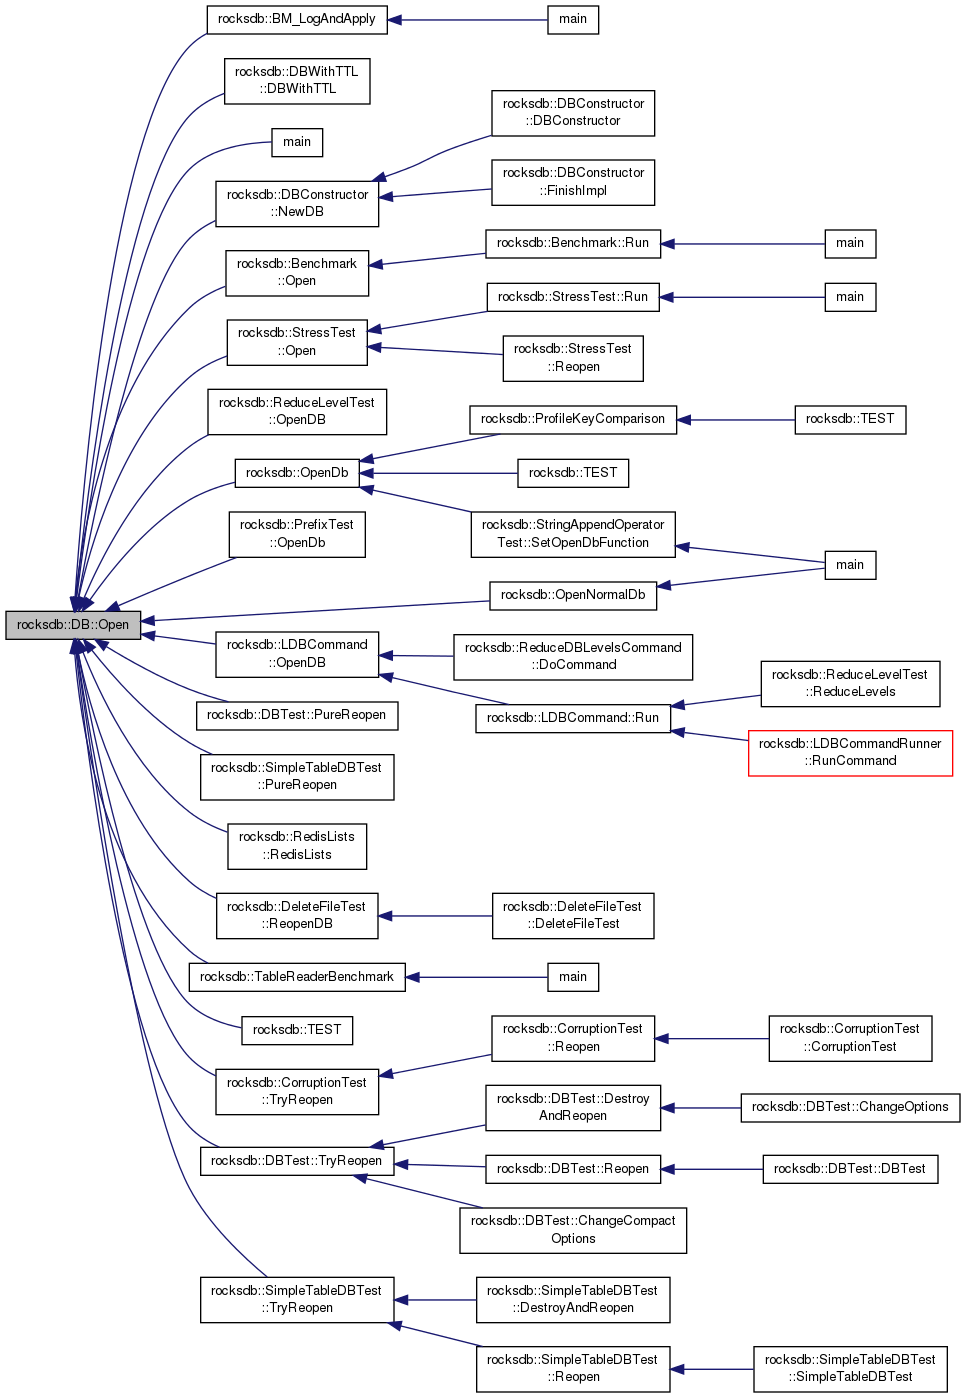 rocksdb::BM_LogAndApply
main
rocksdb::DBWithTTL
::DBWithTTL
rocksdb::DBConstructor
::DBConstructor
main
rocksdb::DBConstructor
::FinishImpl
rocksdb::DBConstructor
::NewDB
rocksdb::Benchmark::Run
main
rocksdb::Benchmark
::Open
rocksdb::StressTest::Run
main
rocksdb::StressTest
::Open
rocksdb::StressTest
::Reopen
rocksdb::ReduceLevelTest
::OpenDB
rocksdb::ProfileKeyComparison
rocksdb::TEST
rocksdb::OpenDb
rocksdb::TEST
rocksdb::PrefixTest
::OpenDb
rocksdb::StringAppendOperator
Test::SetOpenDbFunction
main
rocksdb::OpenNormalDb
rocksdb::DB::Open
rocksdb::LDBCommand
::OpenDB
rocksdb::ReduceDBLevelsCommand
::DoCommand
rocksdb::ReduceLevelTest
::ReduceLevels
rocksdb::DBTest::PureReopen
rocksdb::LDBCommand::Run
rocksdb::LDBCommandRunner
::RunCommand
rocksdb::SimpleTableDBTest
::PureReopen
rocksdb::RedisLists
::RedisLists
rocksdb::DeleteFileTest
::ReopenDB
rocksdb::DeleteFileTest
::DeleteFileTest
rocksdb::TableReaderBenchmark
main
rocksdb::TEST
rocksdb::CorruptionTest
::Reopen
rocksdb::CorruptionTest
::CorruptionTest
rocksdb::CorruptionTest
::TryReopen
rocksdb::DBTest::Destroy
AndReopen
rocksdb::DBTest::ChangeOptions
rocksdb::DBTest::TryReopen
rocksdb::DBTest::Reopen
rocksdb::DBTest::DBTest
rocksdb::DBTest::ChangeCompact
Options
rocksdb::SimpleTableDBTest
::TryReopen
rocksdb::SimpleTableDBTest
::DestroyAndReopen
rocksdb::SimpleTableDBTest
::Reopen
rocksdb::SimpleTableDBTest
::SimpleTableDBTest